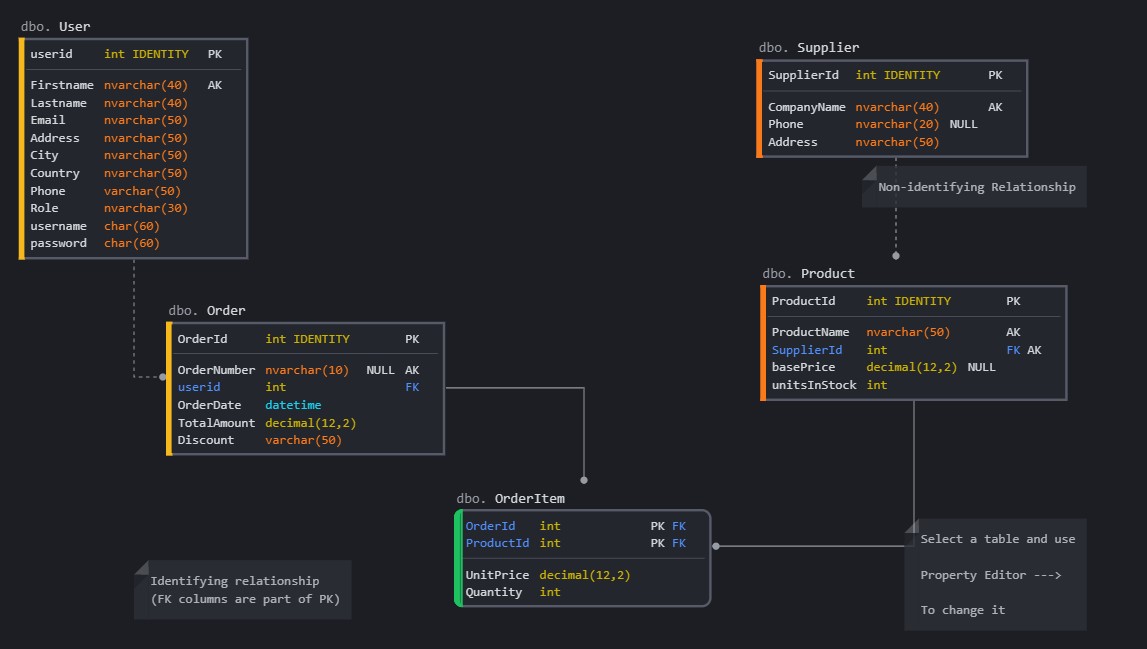 dbo. User
userid int IDENTITY PK
Firstname nvarchar(40) AK
Lastname nvarchar(40)
Email nvarchar(50)
Address nvarchar(50)
City nvarchar(50)
Country nvarchar(50)
Phone varchar(50)
Role nvarchar(30)
username char(60)
password char(60)
dbo. Supplier
SupplierId int IDENTITY PK
CompanyName nvarchar(40) AK
Phone nvarchar(20) NULL
Address nvarchar(50)
Non-identifying Relationship
dbo. Product
ProductId int IDENTITY PK
ProductName nvarchar(50) AK
SupplierId int FK AK
basePrice decimal(12,2) NULL
unitsInStock int
dbo. Order
OrderId int IDENTITY PK
OrderNumber nvarchar(10) NULL AK
userid int FK
OrderDate datetime
TotalAmount decimal(12,2)
Discount varchar(50)
dbo. OrderItem
OrderId int PK FK
ProductId int PK FK
UnitPrice decimal(12,2)
Quantity int
Identifying relationship
(FK columns are part of PK)
Select a table and use
Property Editor --->
To change it